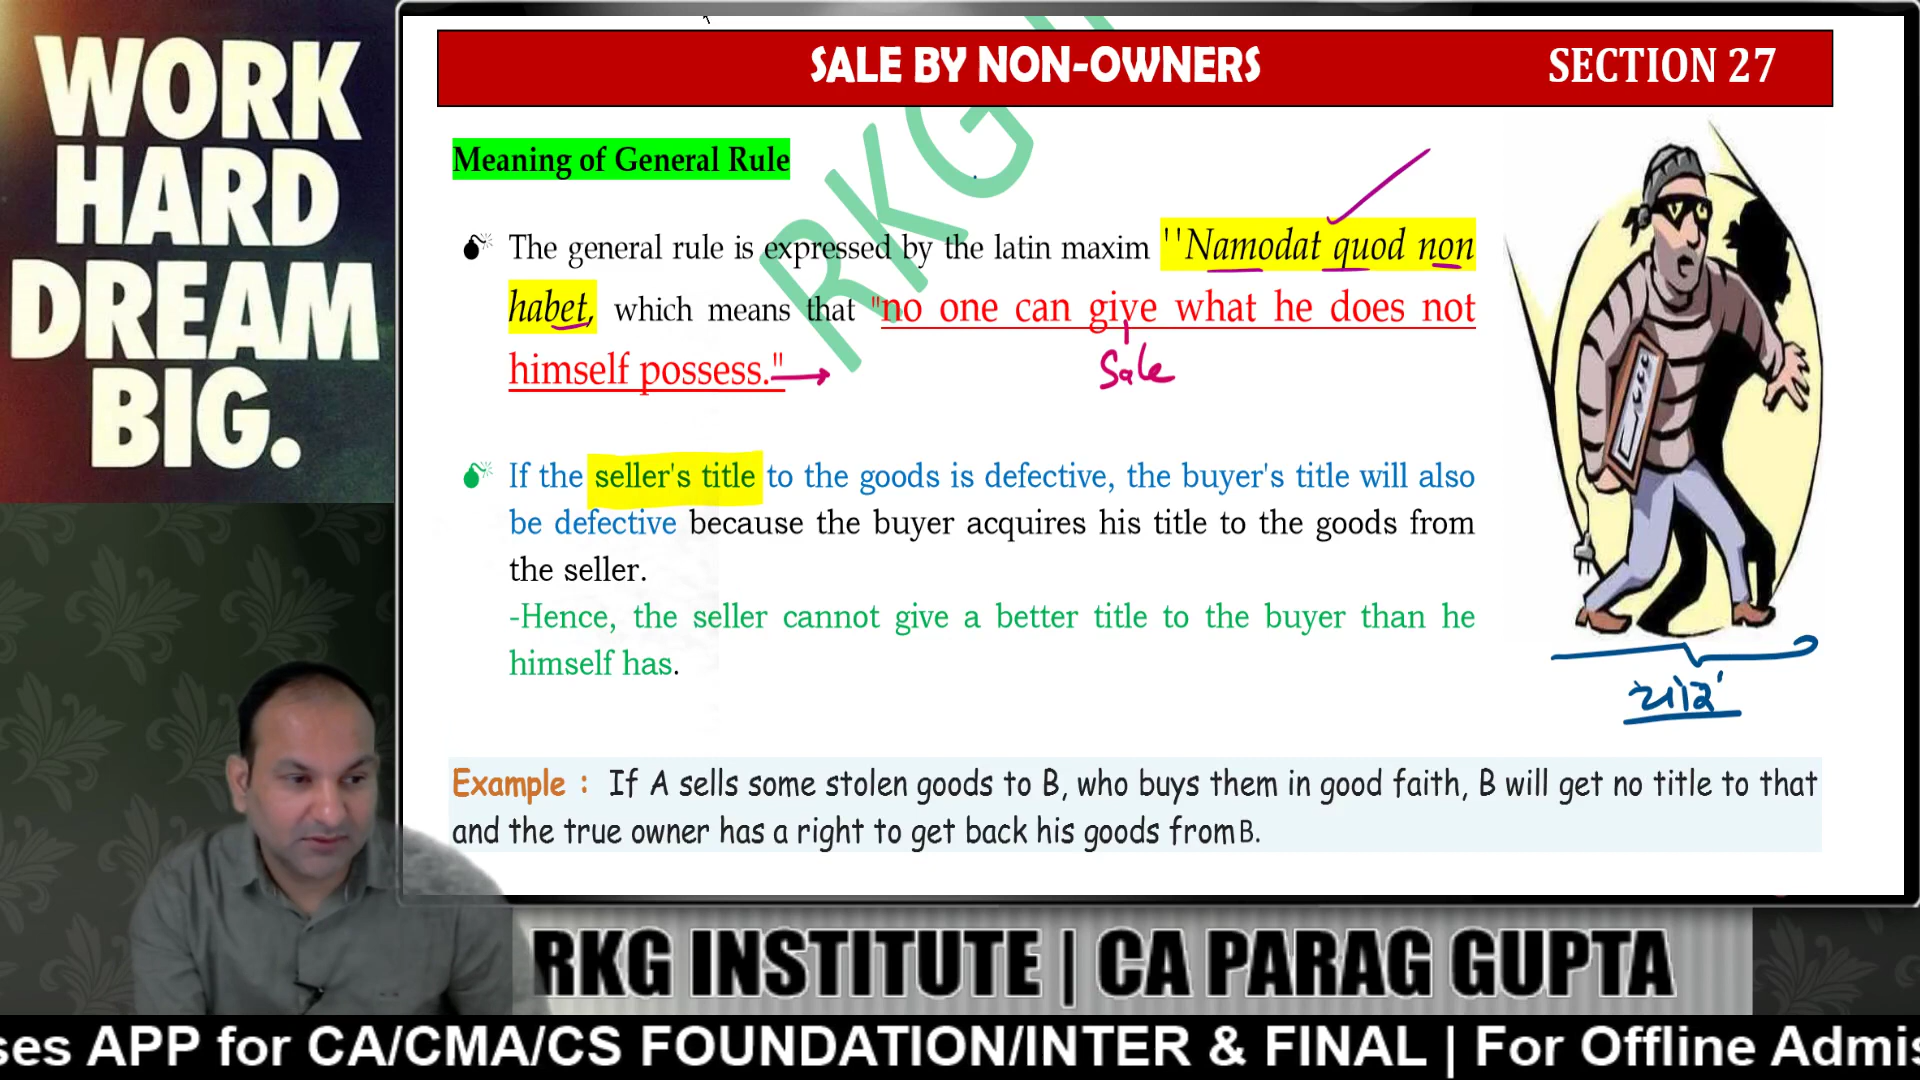 WORK
HARD
DREAM
BIG.
SALE BY NON-OWNERS SECTION 27
RKG
Meaning of General Rule
The general rule is expressed by the latin maxim ''Namodat quod non
habet, which means that "no one can give what he does not
himself possess."
Sale
If the seller's title to the goods is defective, the buyer's title will also
be defective because the buyer acquires his title to the goods from
the seller.
-Hence, the seller cannot give a better title to the buyer than he
himself has.
Example : If A sells some stolen goods to B, who buys them in good faith, B will get no title to that
and the true owner has a right to get back his goods from B.
RKG INSTITUTE | CA PARAG GUPTA
ses APP for CA/CMA/CS FOUNDATION/INTER & FINAL | For Offline Admis